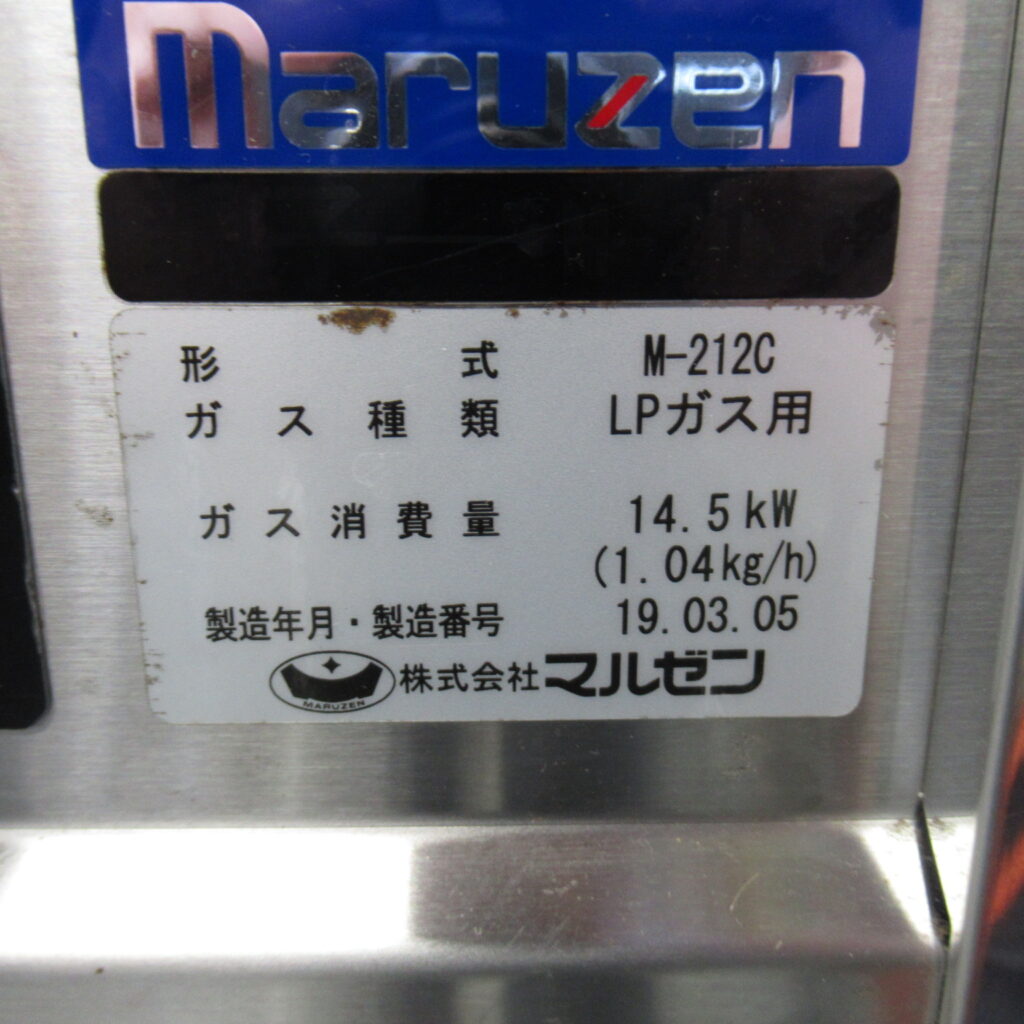 maruzen
形式 M-212C
ガス種類 LPガス用
ガス消費量 14.5kW
(1.04kg/h)
製造年月・製造番号 19.03.05
MARUZEN 株式会社マルゼン